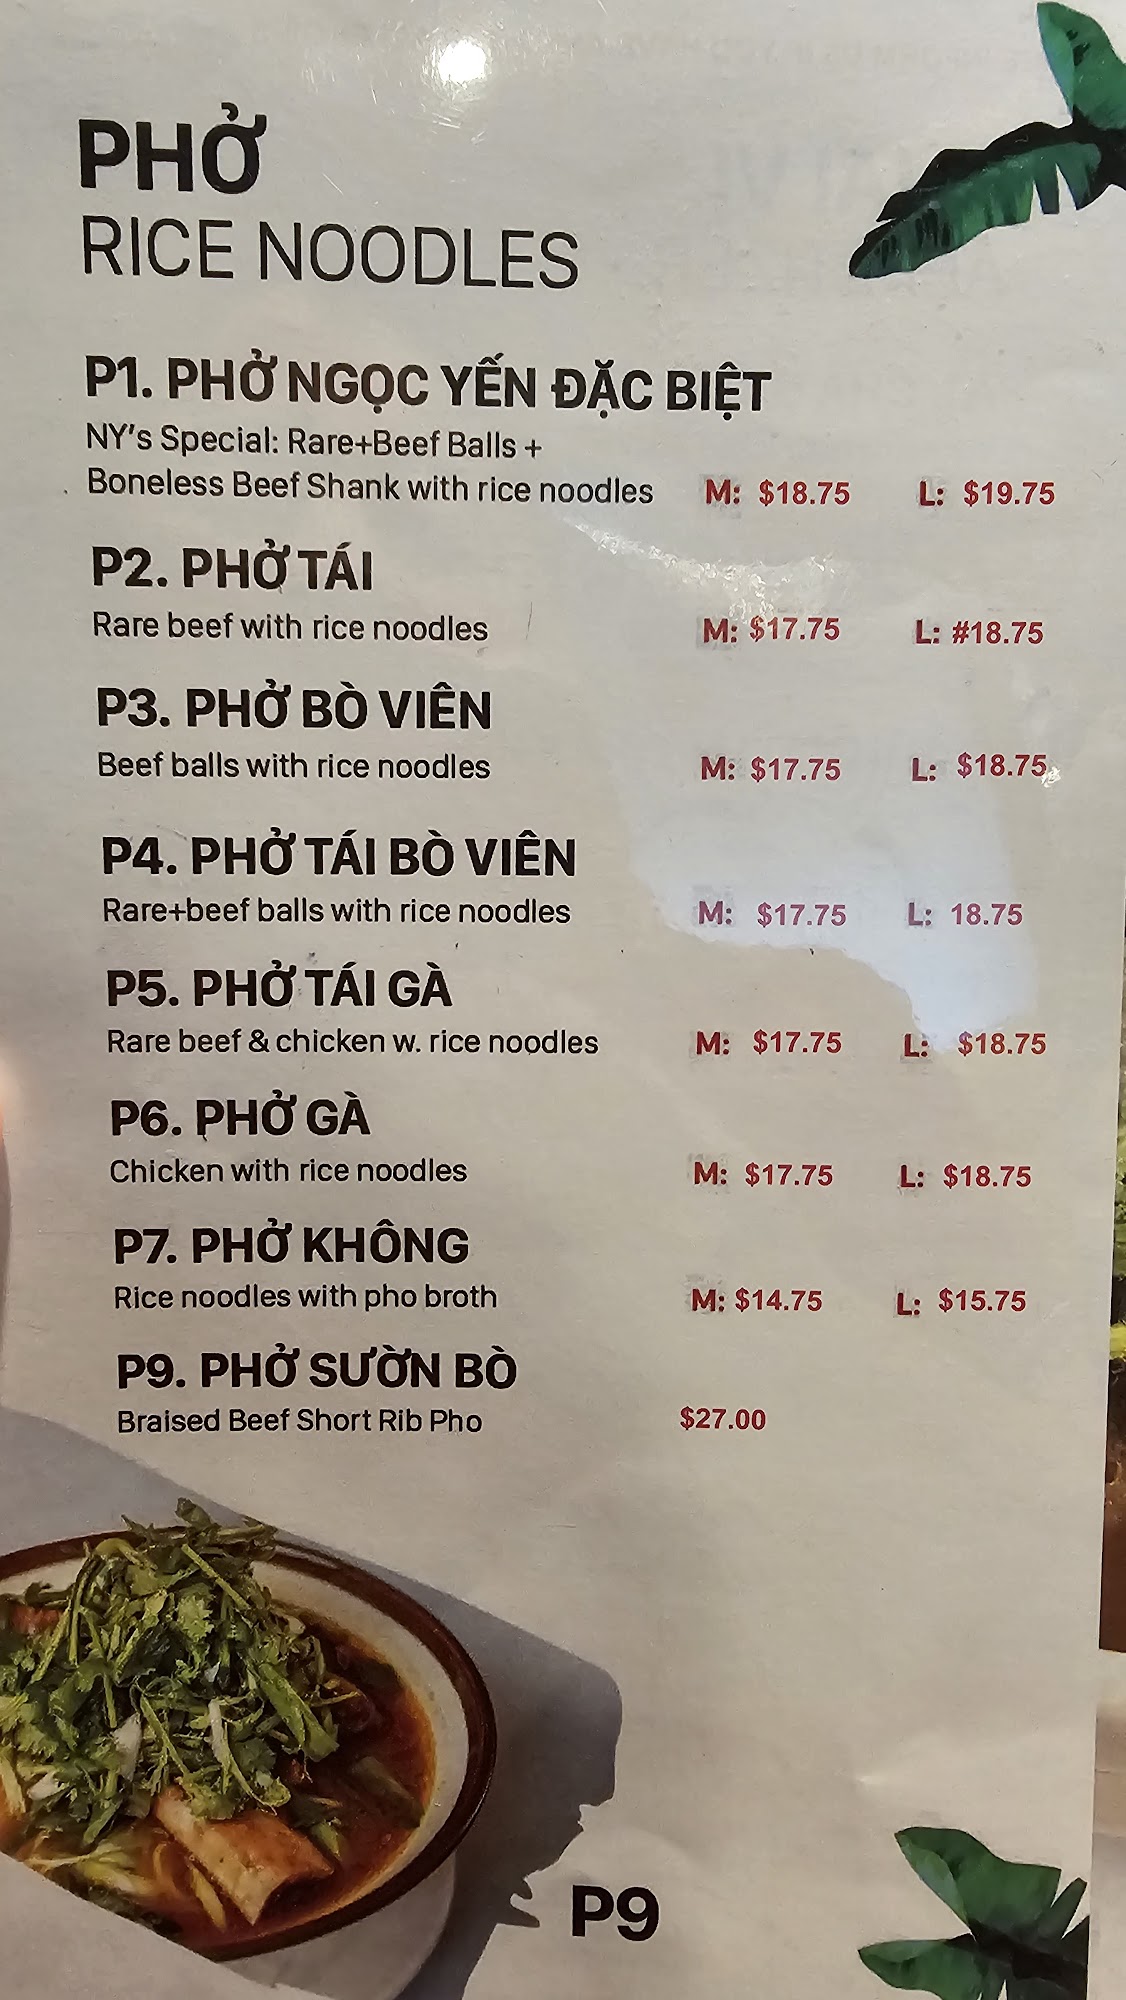 PHỞ
RICE NOODLES
P1. PHỞ NGỌC YẾN ĐẶC BIỆT
NY's Special: Rare+Beef Balls +
Boneless Beef Shank with rice noodles M: $18.75 L: $19.75
P2. PHỞ TÁI
Rare beef with rice noodles M: $17.75 L: #18.75
P3. PHỞ BÒ VIÊN
Beef balls with rice noodles M: $17.75 L: $18.75
P4. PHỞ TÁI BÒ VIÊN
Rare+beef balls with rice noodles M: $17.75 L: 18.75
P5. PHỞ TÁI GÀ
Rare beef & chicken w. rice noodles M: $17.75 L: $18.75
P6. PHỞ GÀ
Chicken with rice noodles M: $17.75 L: $18.75
P7. PHỞ KHÔNG
Rice noodles with pho broth M: $14.75 L: $15.75
P9. PHỞ SƯỜN BÒ
Braised Beef Short Rib Pho $27.00
P9